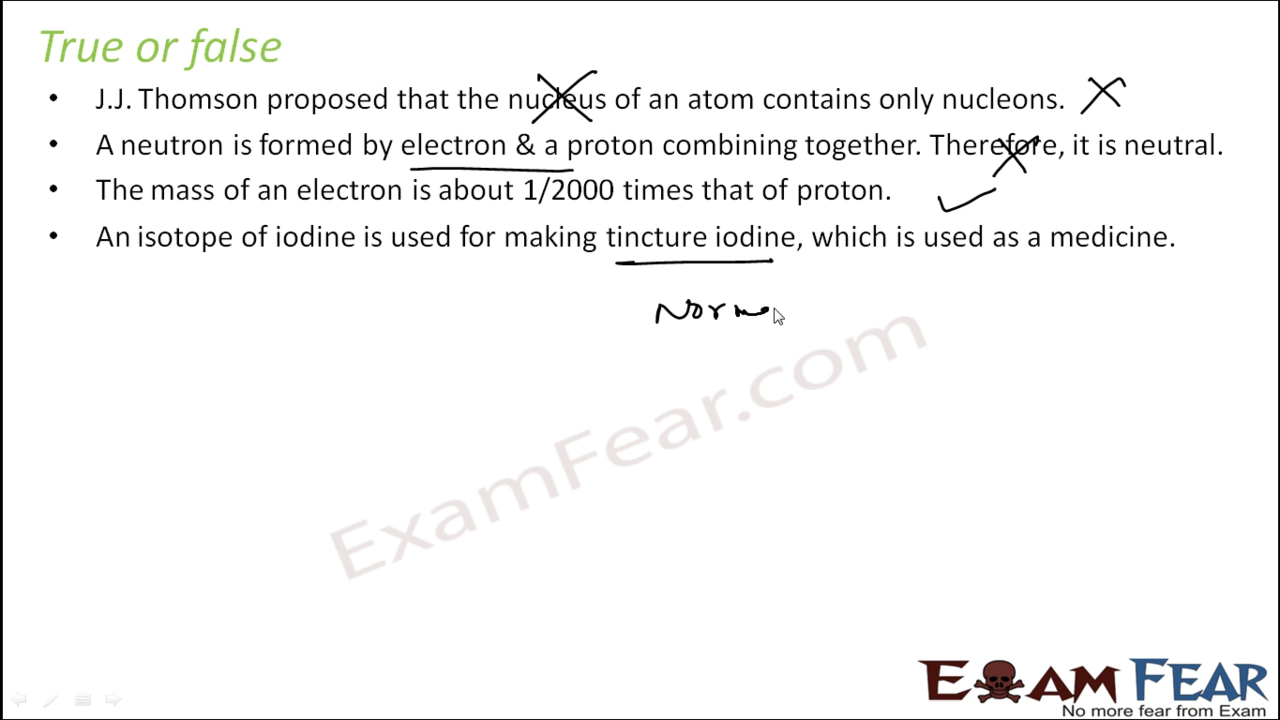 True or false
• J.J. Thomson proposed that the nucleus of an atom contains only nucleons.
• A neutron is formed by electron & a proton combining together. Therefore, it is neutral.
• The mass of an electron is about 1/2000 times that of proton.
• An isotope of iodine is used for making tincture iodine, which is used as a medicine.
Norm
ExamFear.com
EXAM FEAR
No more fear from Exam